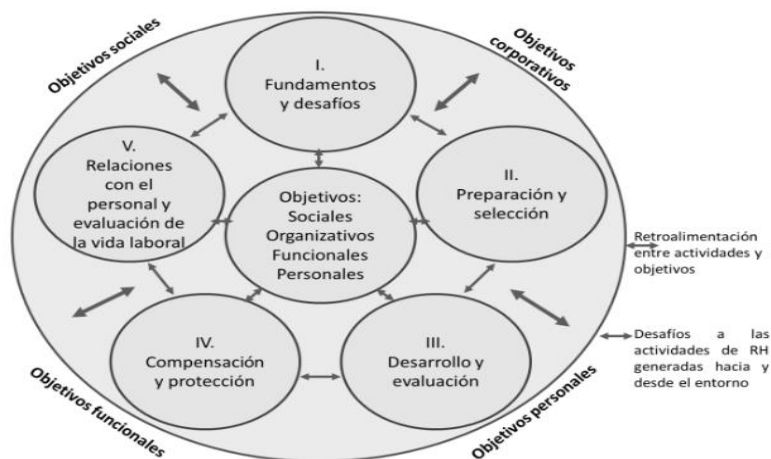 Objetivos sociales
Objetivos
corporativos
I.
Fundamentos
y desafíos
V.
Relaciones
con el
personal y
evaluación de
la vida laboral
Objetivos:
Sociales
Organizativos
Funcionales
Personales
II.
Preparación y
selección
Retroalimentación
entre actividades y
objetivos
IV.
Compensación
y protección
III.
Desarrollo y
evaluación
Desafíos a las
actividades de RH
generadas hacia y
desde el entorno
Objetivos funcionales
Objetivos personales